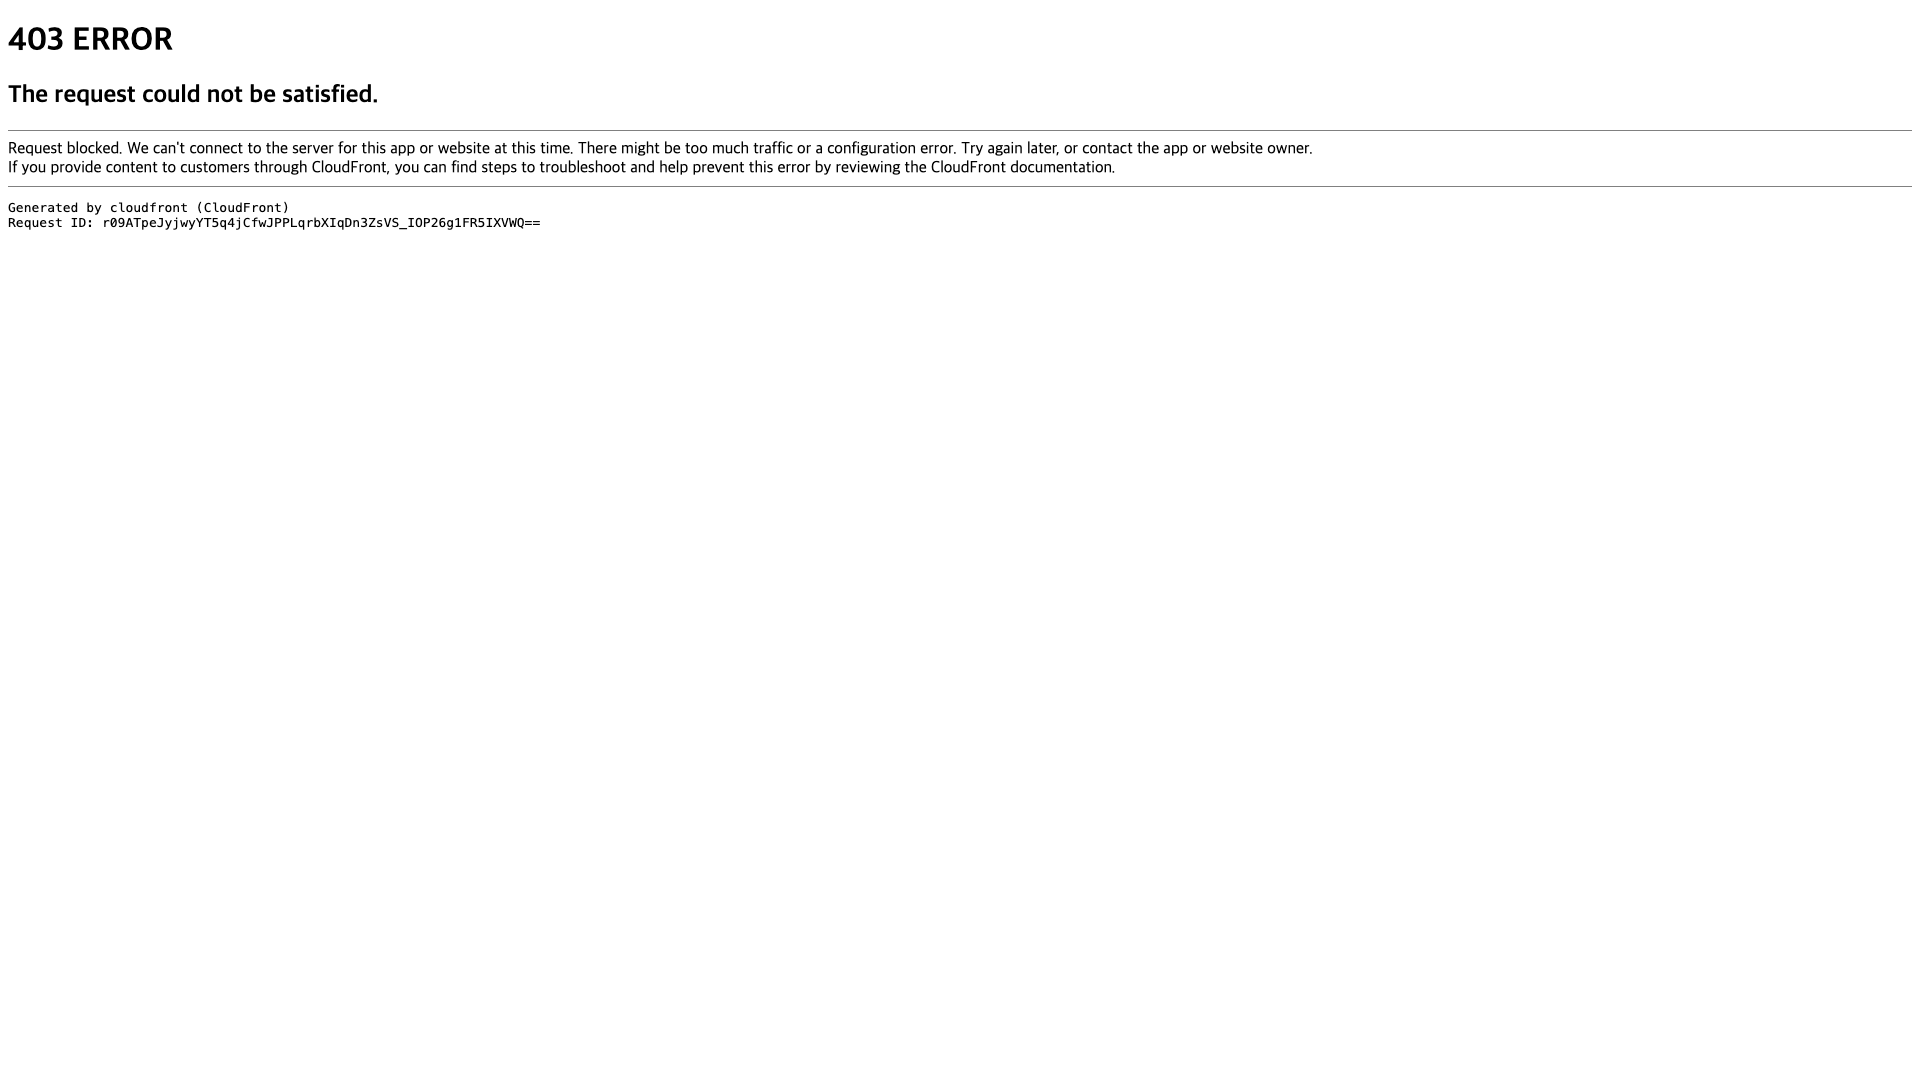 403 ERROR
The request could not be satisfied.
Request blocked. We can't connect to the server for this app or website at this time. There might be too much traffic or a configuration error. Try again later, or contact the app or website owner.
If you provide content to customers through CloudFront, you can find steps to troubleshoot and help prevent this error by reviewing the CloudFront documentation.
Generated by cloudfront (CloudFront)
Request ID: r09ATpeJyjwyYT5q4jCfwJPPLqrbXIqDn3ZsVS_IOP26g1FR5IXVWQ==